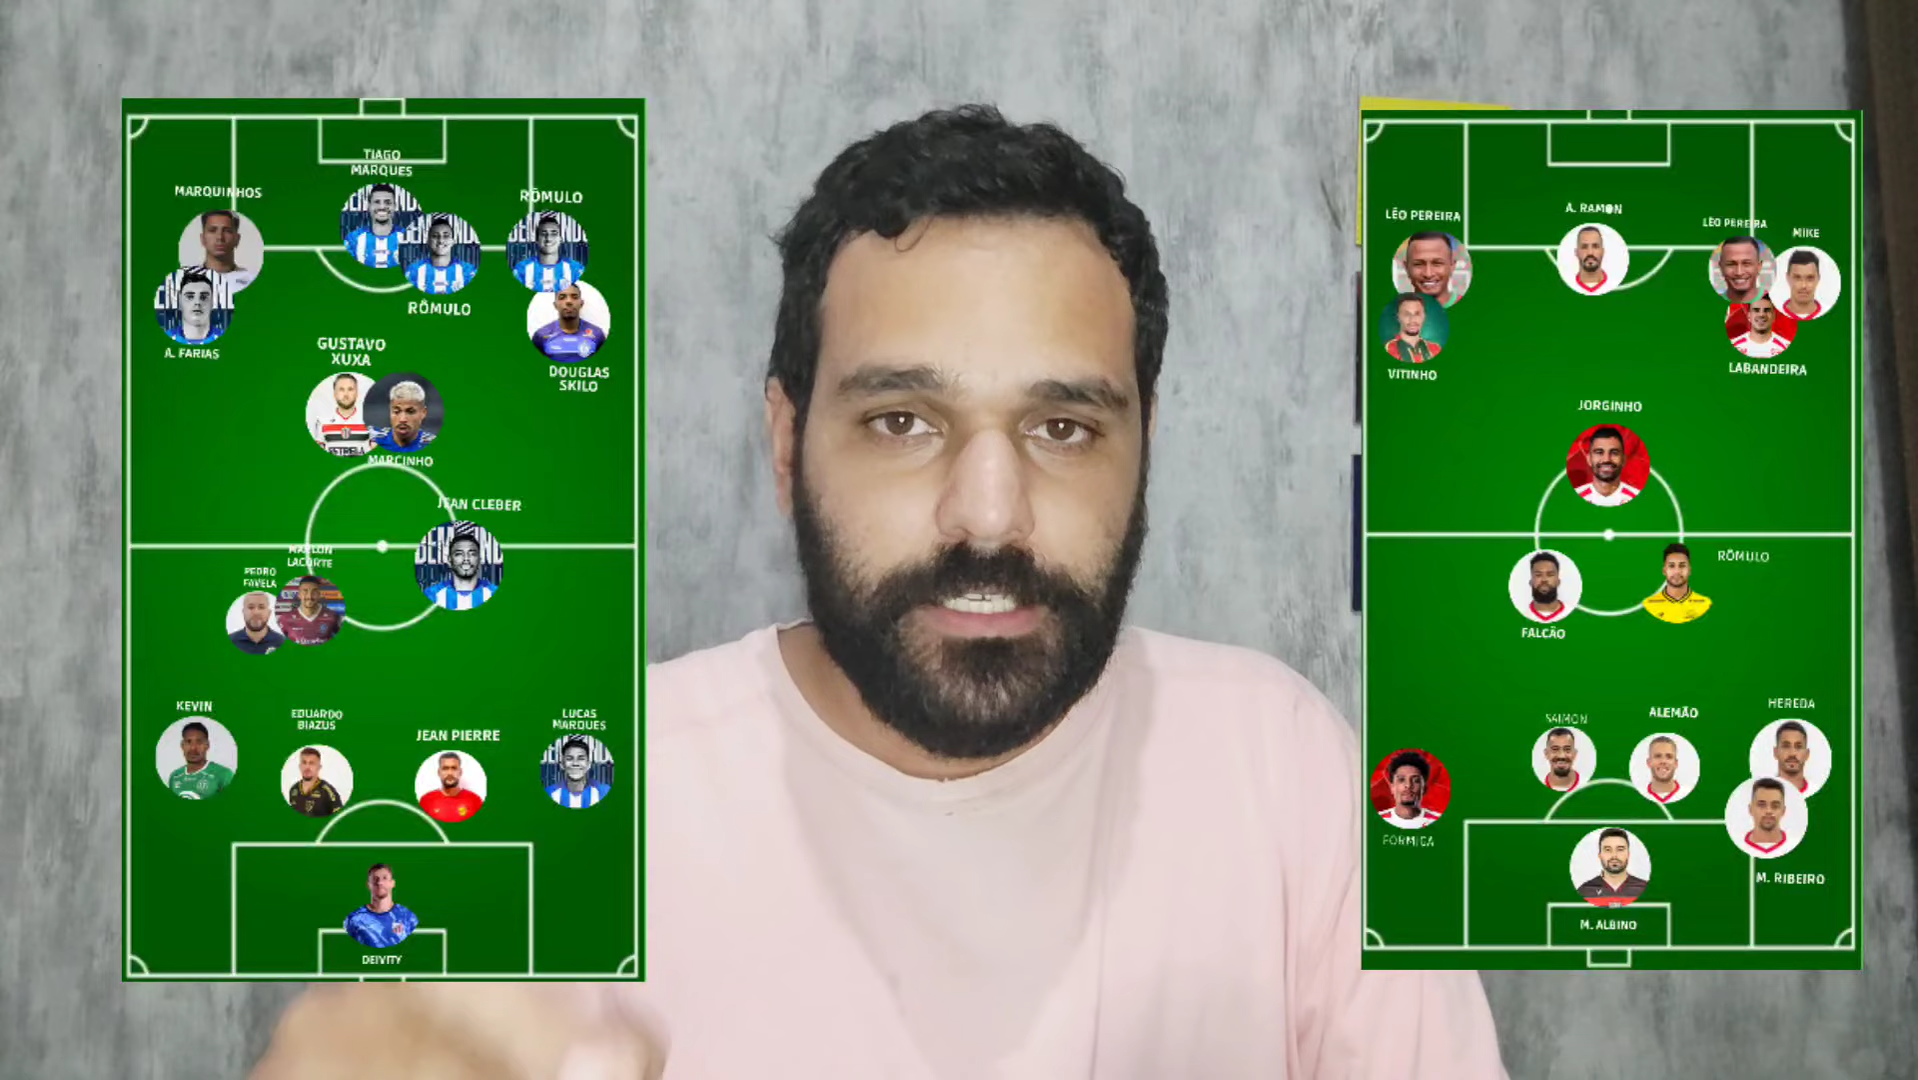 TIAGO
MARQUES
MARQUINHOS
RÔMULO
RÔMULO
A. FARIAS
DOUGLAS
SKILO
GUSTAVO
XUXA
MARCINHO
JEAN CLEBER
MARLON
LACORTE
PEDRO
FAVELA
KEVIN
EDUARDO
BIAZUS
JEAN PIERRE
LUCAS
MARQUES
DEIVITY
LÉO PEREIRA
A. RAMON
LÉO PEREIRA
MIKE
VITINHO
LABANDEIRA
JORGINHO
RÔMULO
FALCÃO
SAIMON
ALEMÃO
HEREDA
FORMIGA
M. RIBEIRO
M. ALBINO